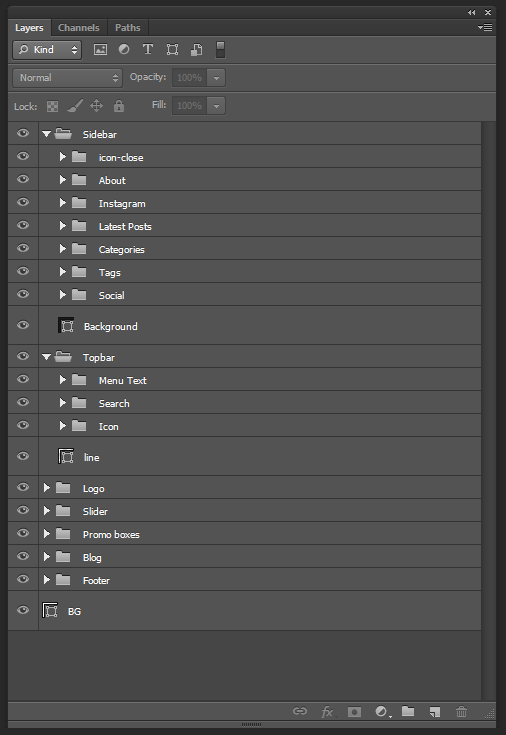 Layers Channels Paths
Kind T
Normal Opacity: 100%
Lock: Fill: 100%
Sidebar
icon-close
About
Instagram
Latest Posts
Categories
Tags
Social
Background
Topbar
Menu Text
Search
Icon
line
Logo
Slider
Promo boxes
Blog
Footer
BG
fx